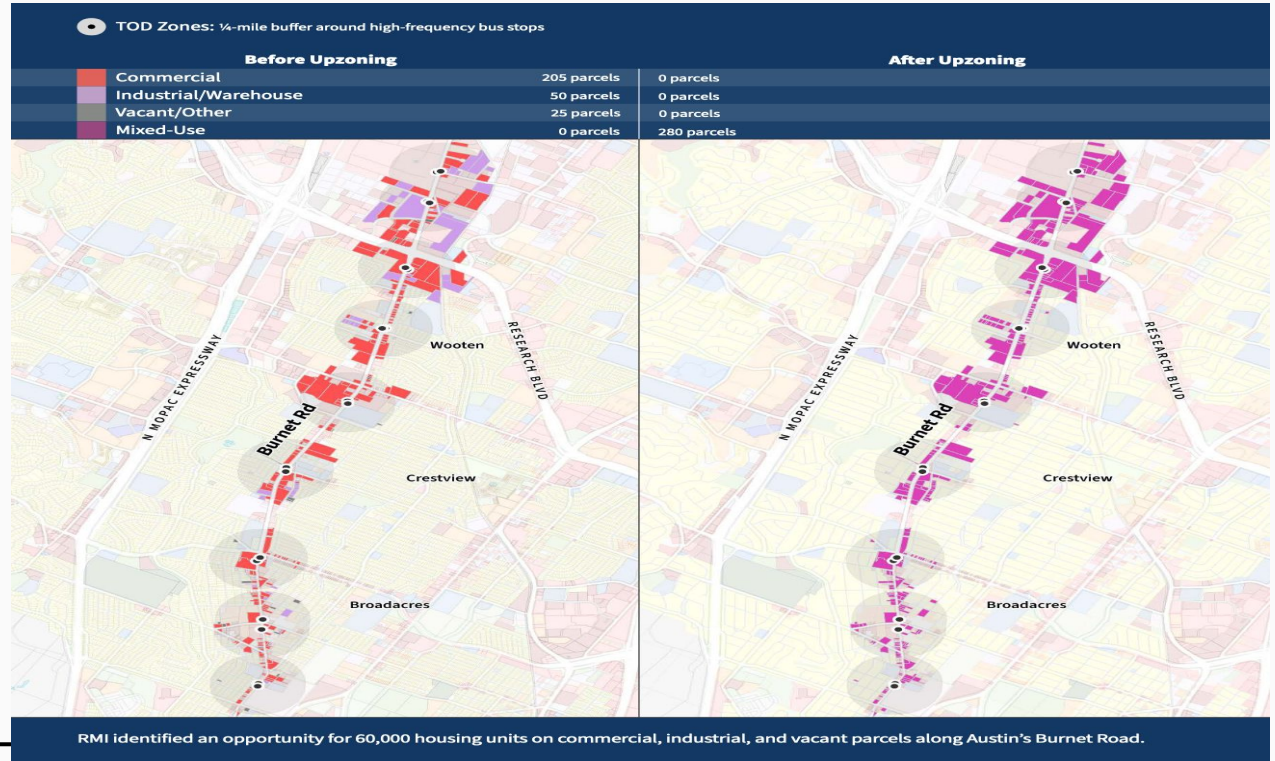 TOD Zones: ¼-mile buffer around high-frequency bus stops
Before Upzoning
After Upzoning
Commercial 205 parcels 0 parcels
Industrial/Warehouse 50 parcels 0 parcels
Vacant/Other 25 parcels 0 parcels
Mixed-Use 0 parcels 280 parcels
N MOPAC EXPRESSWAY
Burnet Rd
RESEARCH BLVD
Wooten
Crestview
Broadacres
N MOPAC EXPRESSWAY
Burnet Rd
RESEARCH BLVD
Wooten
Crestview
Broadacres
RMI identified an opportunity for 60,000 housing units on commercial, industrial, and vacant parcels along Austin's Burnet Road.